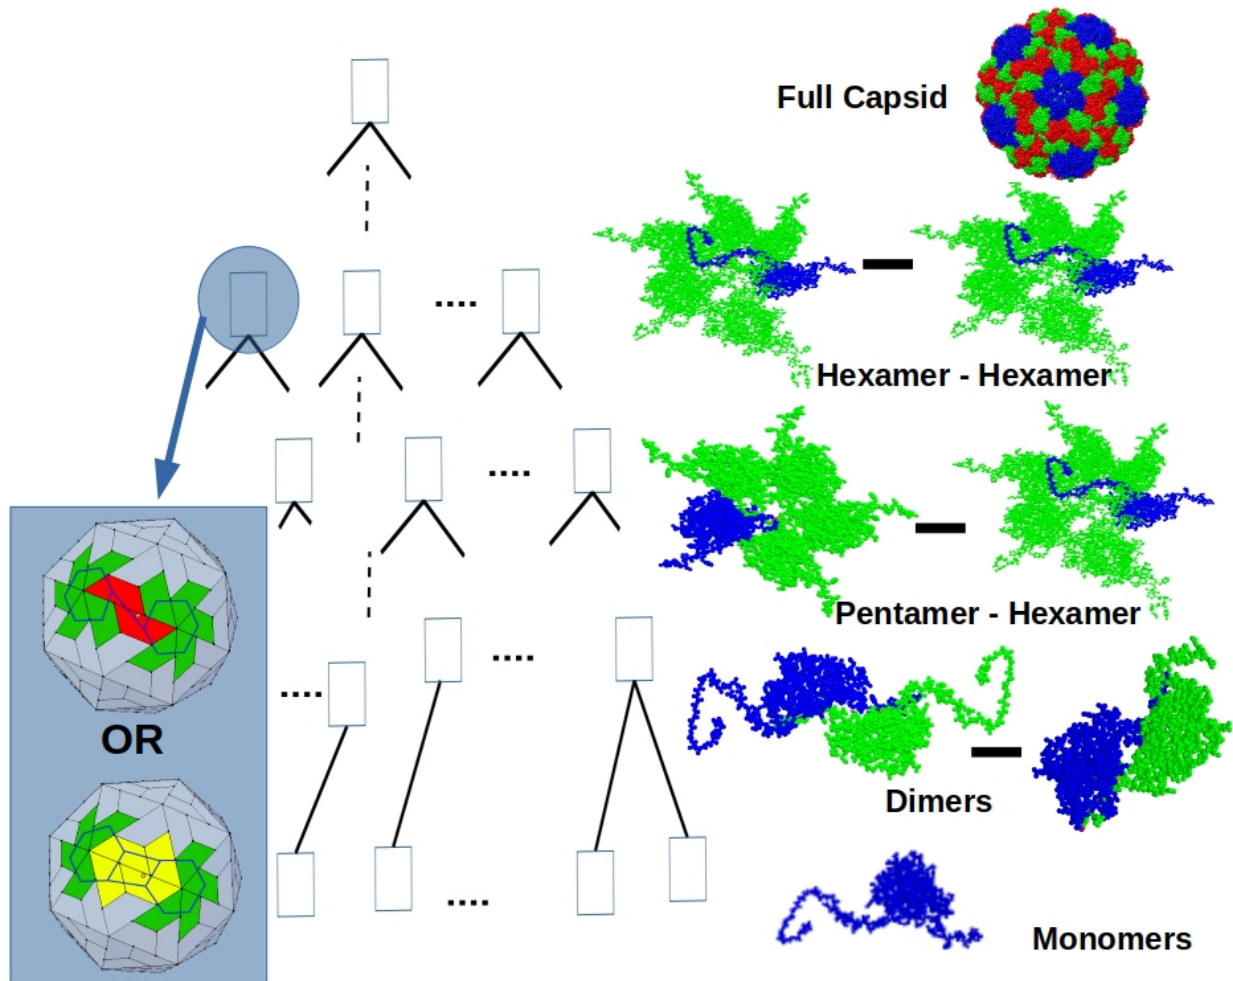 Full Capsid
Hexamer - Hexamer
Pentamer - Hexamer
OR
Dimers
Monomers